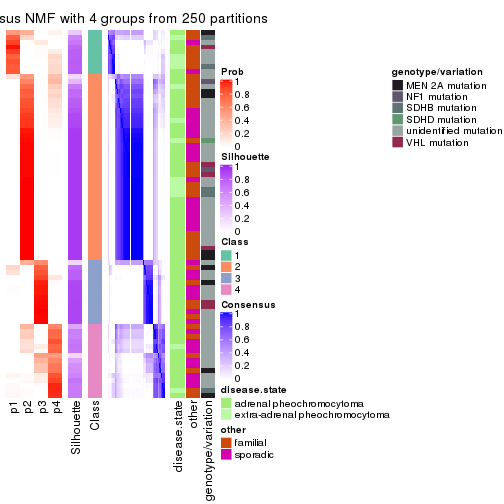 sus NMF with 4 groups from 250 partitions
Prob
1
0.8
0.6
0.4
0.2
0
Silhouette
1
0.8
0.6
0.4
0.2
0
Class
1
2
3
4
Consensus
1
0.8
0.6
0.4
0.2
0
disease.state
adrenal pheochromocytoma
extra-adrenal pheochromocytoma
other
familial
sporadic
genotype/variation
MEN 2A mutation
NF1 mutation
SDHB mutation
SDHD mutation
unidentified mutation
VHL mutation
p1
p2
p3
p4
Silhouette
Class
disease.state
other
genotype/variation